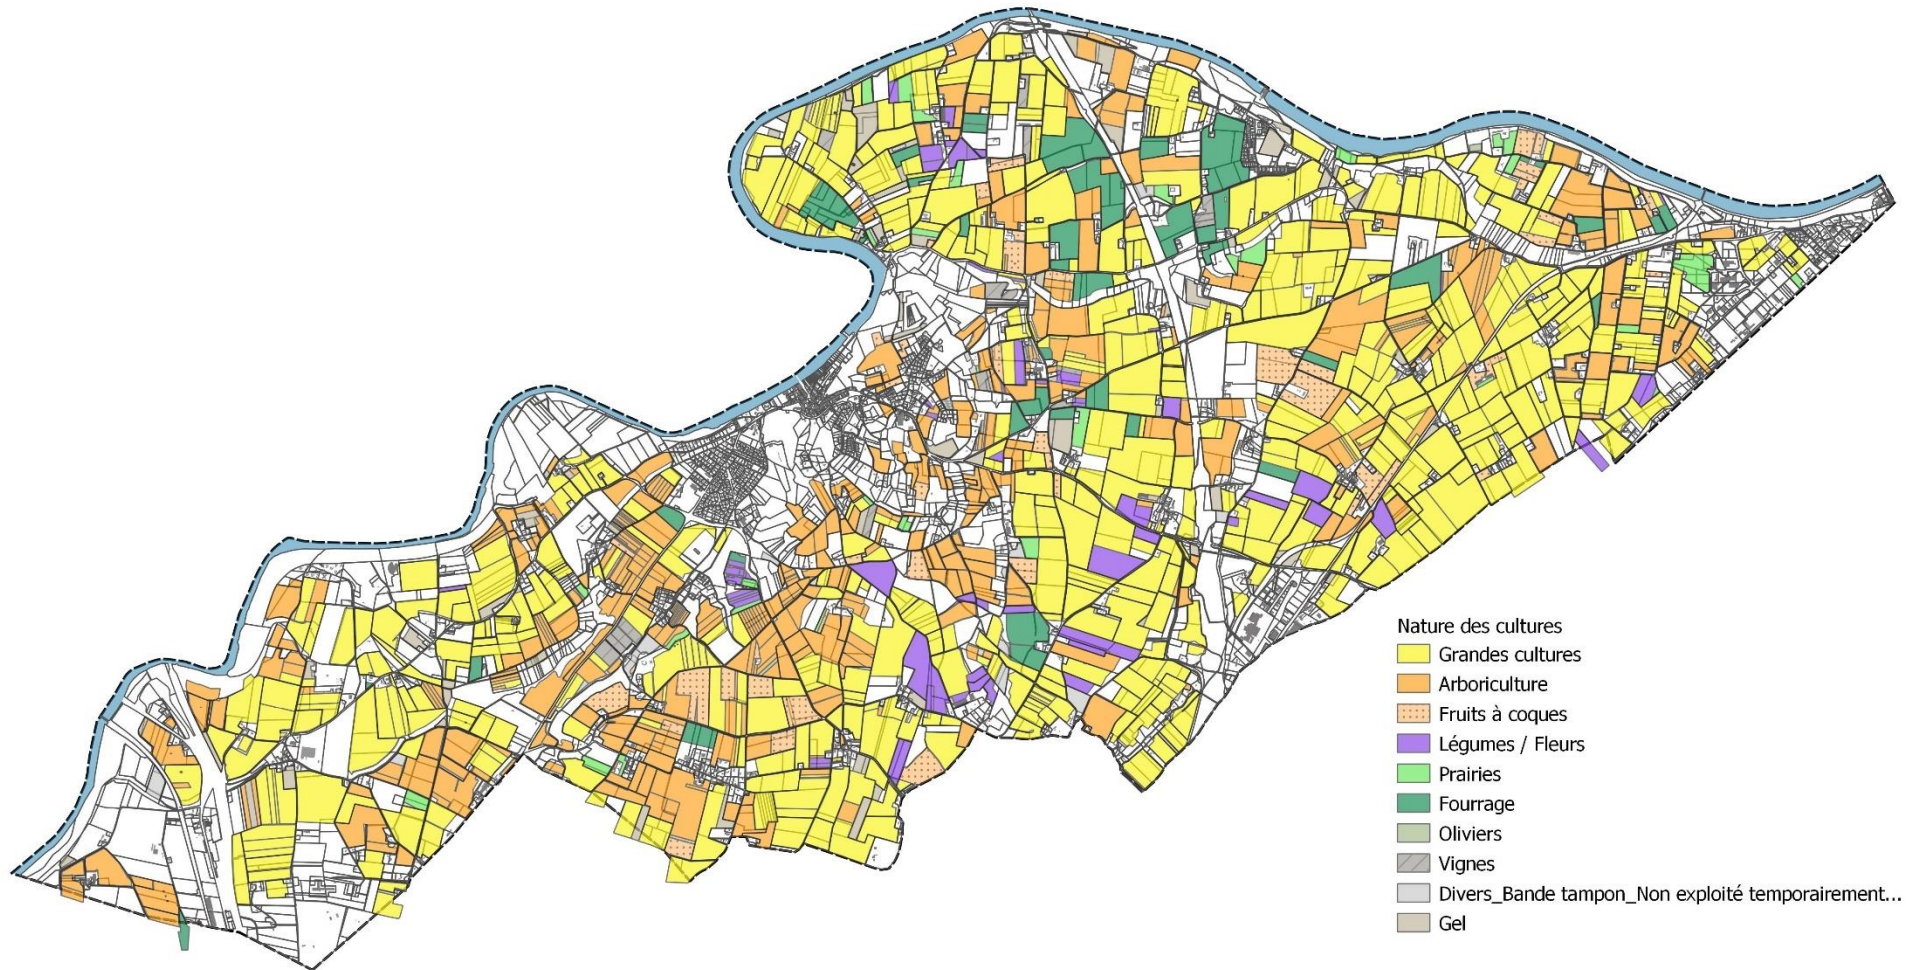 Nature des cultures
Grandes cultures
Arboriculture
Fruits à coques
Légumes / Fleurs
Prairies
Fourrage
Oliviers
Vignes
Divers_Bande tampon_Non exploité temporairement...
Gel